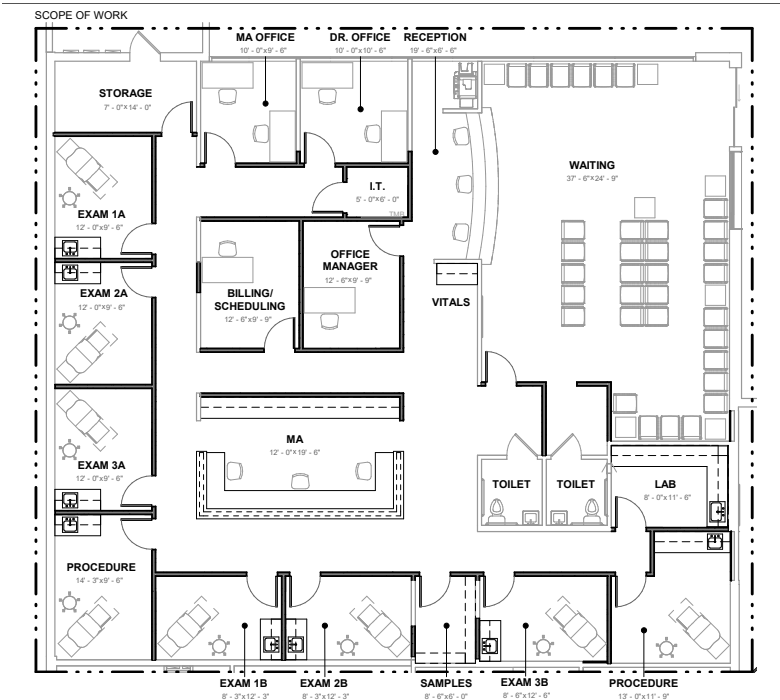 SCOPE OF WORK
MA OFFICE
10' - 0"x9' - 6"
DR. OFFICE
10' - 0"x10' - 6"
RECEPTION
19' - 6"x6' - 6"
STORAGE
7' - 0"x14' - 0"
WAITING
37' - 6"x24' - 9"
I.T.
5' - 0"x6' - 0"
TMB
EXAM 1A
12' - 0"x9' - 6"
OFFICE
MANAGER
12' - 6"x9' - 9"
EXAM 2A
12' - 0"x9' - 6"
BILLING/
SCHEDULING
12' - 6"x9' - 9"
VITALS
MA
12' - 0"x19' - 6"
EXAM 3A
12' - 0"x9' - 6"
TOILET
TOILET
LAB
8' - 0"x11' - 6"
PROCEDURE
14' - 3"x9' - 6"
EXAM 1B
8' - 3"x12' - 3"
EXAM 2B
8' - 3"x12' - 3"
SAMPLES
8' - 6"x6' - 0"
EXAM 3B
8' - 6"x12' - 6"
PROCEDURE
13' - 0"x11' - 9"